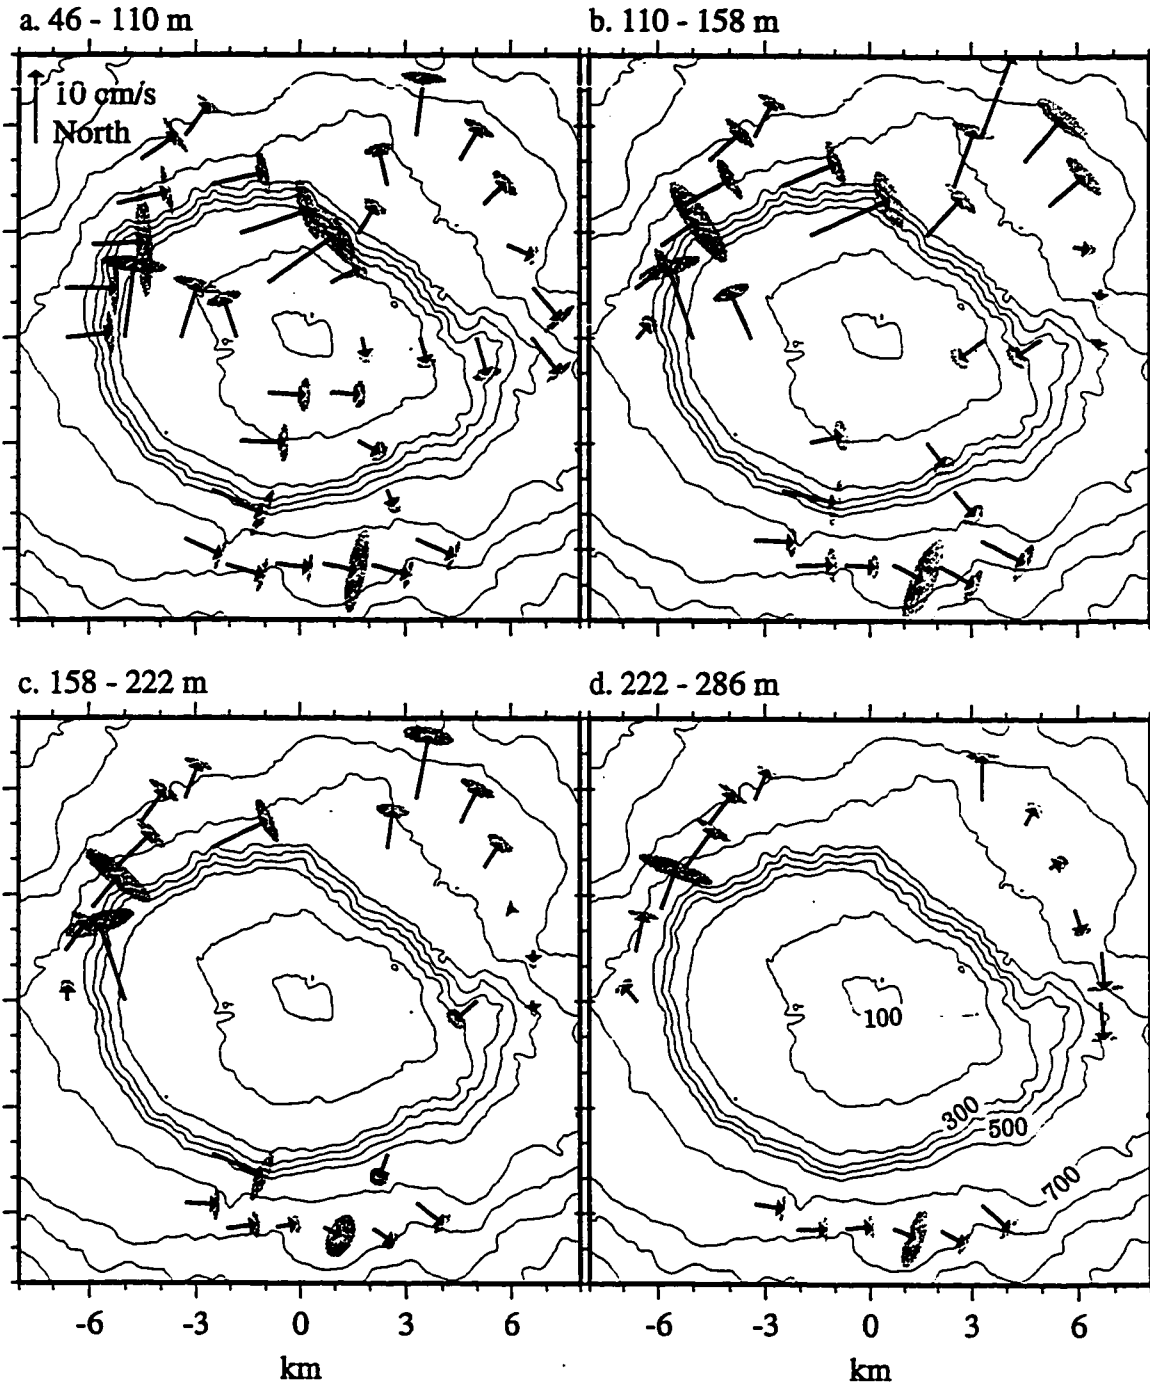 a. 46 - 110 m
b. 110 - 158 m
10 cm/s
North
c. 158 - 222 m
d. 222 - 286 m
100
300
500
700
-6 -3 0 3 6
-6 -3 0 3 6
km
km